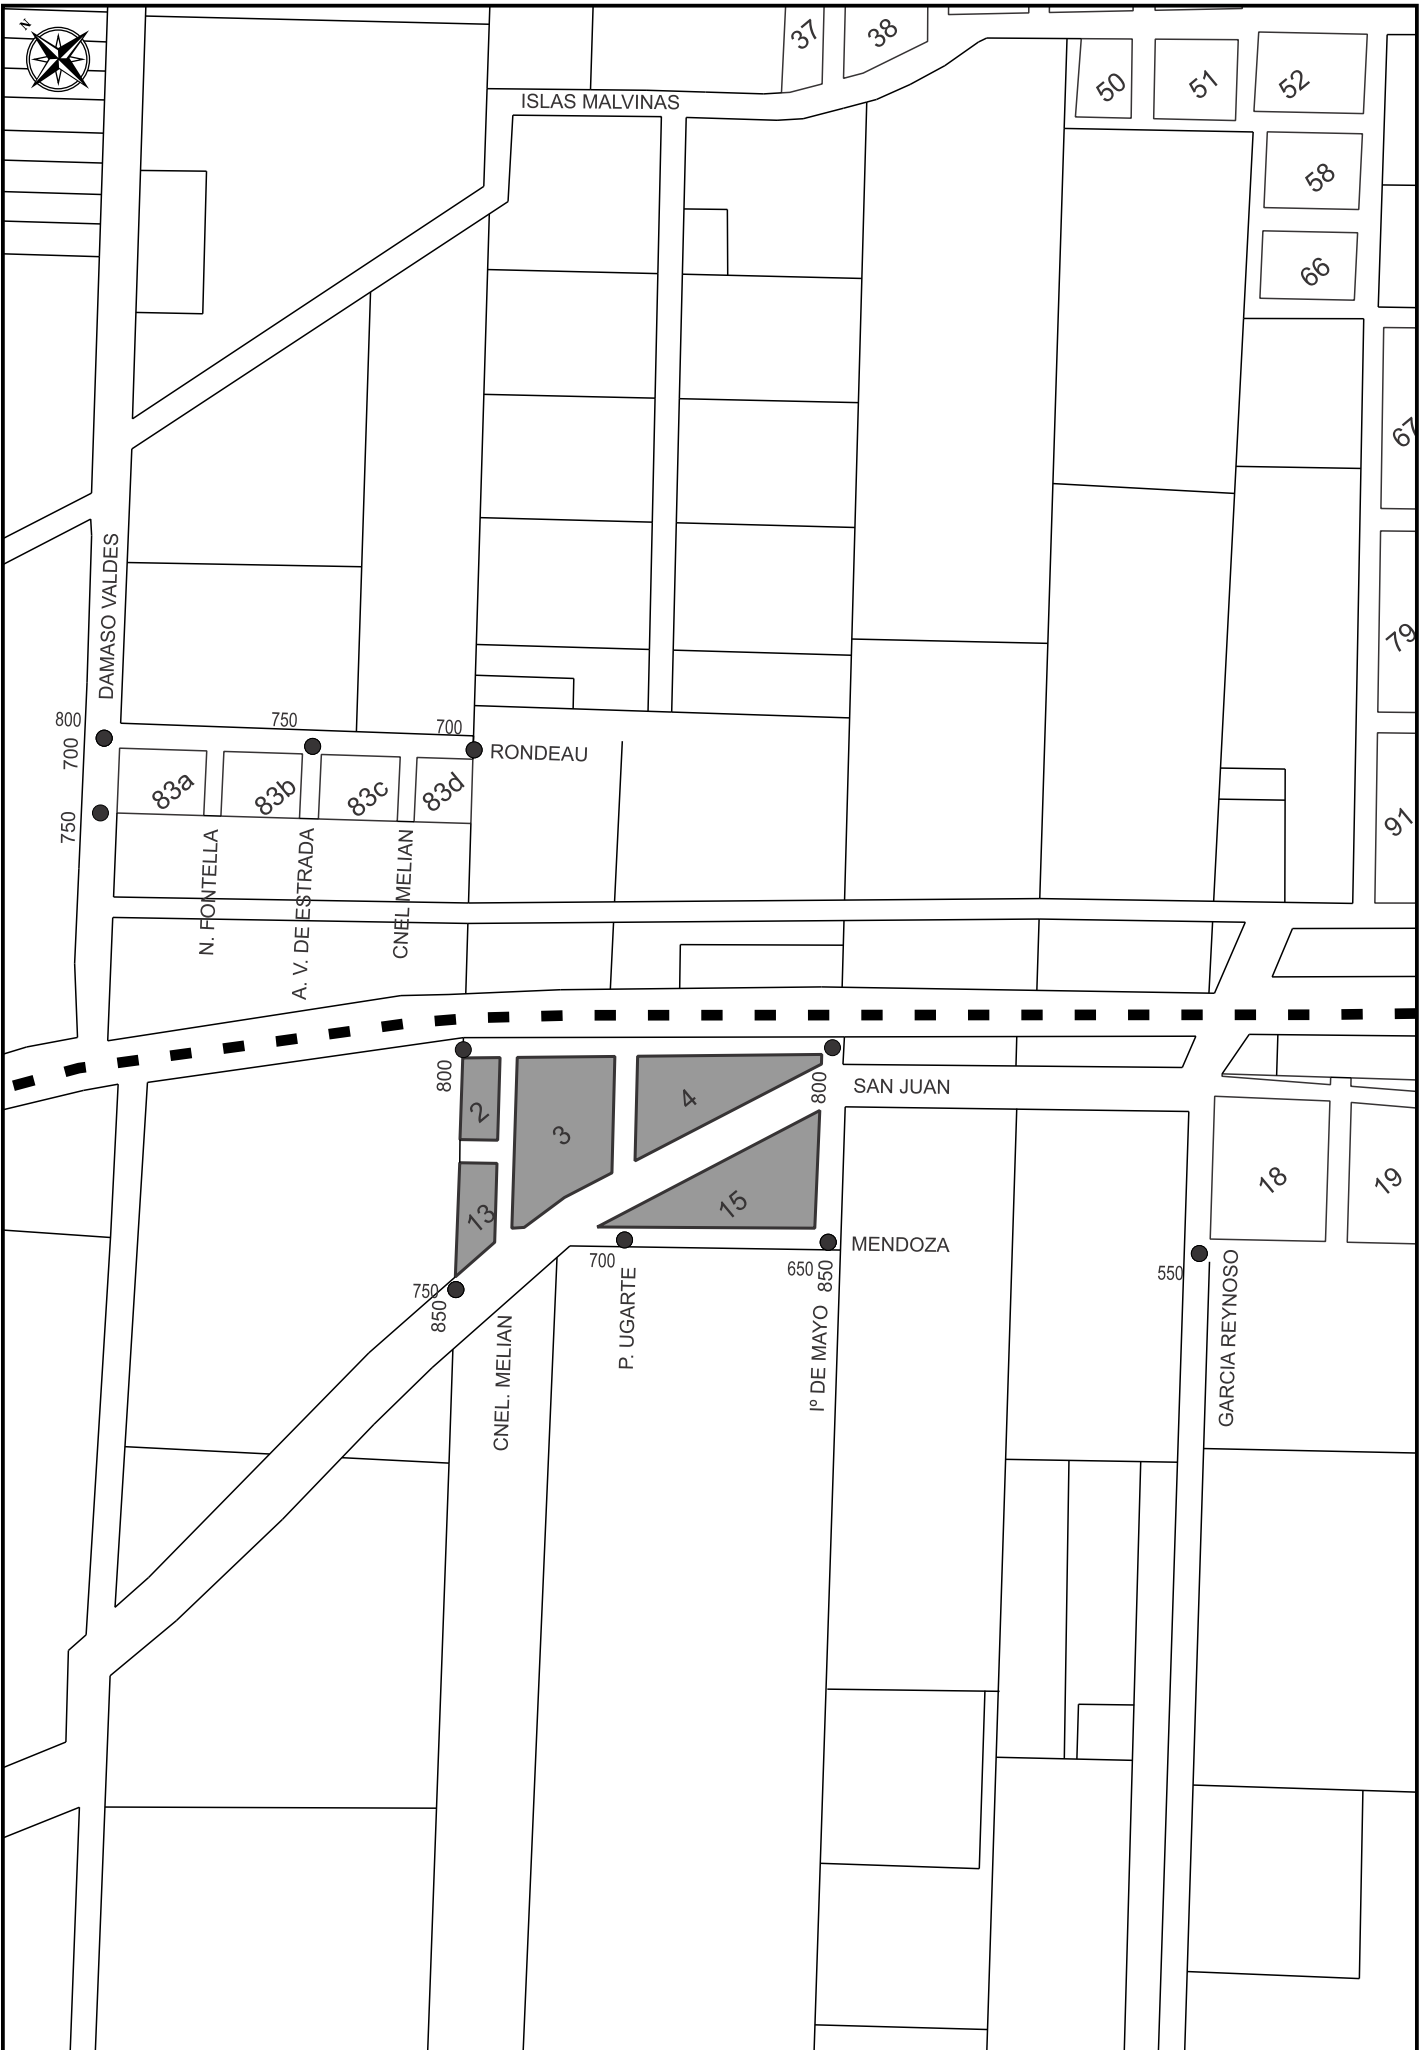 N
37
38
50
51
52
ISLAS MALVINAS
58
66
67
79
DAMASO VALDES
800
700
750
700
RONDEAU
750
83a
83b
83c
83d
91
N. FONTELLA
A. V. DE ESTRADA
CNEL MELIAN
800
2
3
4
800
SAN JUAN
13
15
18
19
MENDOZA
700
650
850
550
750
850
CNEL. MELIAN
P. UGARTE
Iº DE MAYO
GARCIA REYNOSO